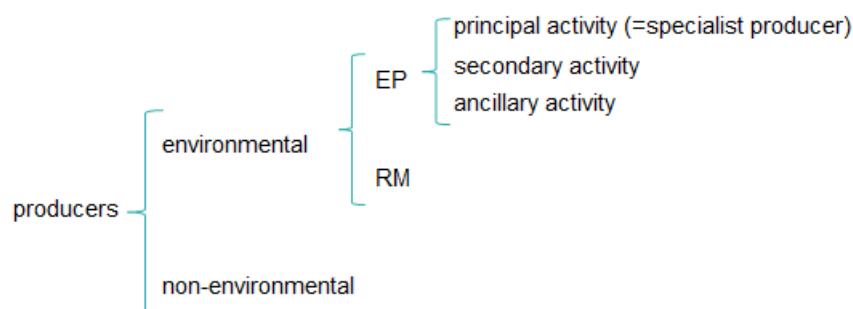 principal activity (=specialist producer)
EP
secondary activity
ancillary activity
environmental
RM
producers
non-environmental